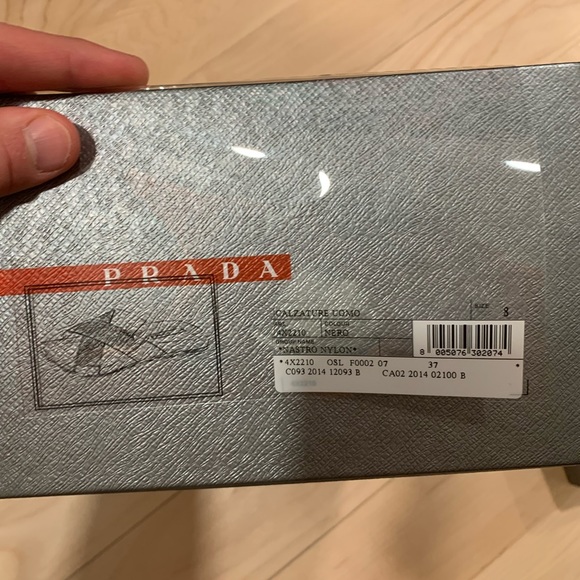 PRADA
CALZATURE UOMO
SIZE 8
COLOUR
4X2210 NERO
*NASTRO NYLON*
8 005076 302074
* 4X2210 OSL F0002 07 37 *
C093 2014 12093 B CA02 2014 02100 B